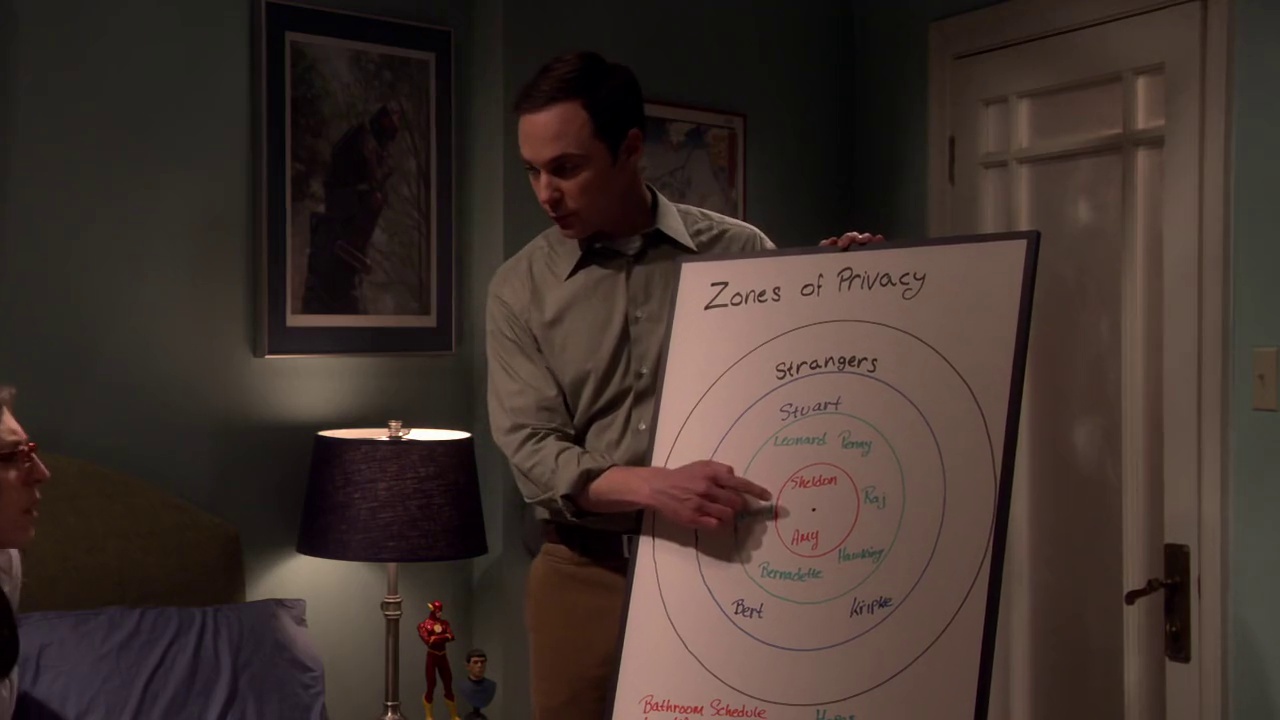 Zones of Privacy
Strangers
Stuart
Leonard Penny
Sheldon
Raj
Amy
Hawking
Bernadette
Bert Kripke
Bathroom Schedule